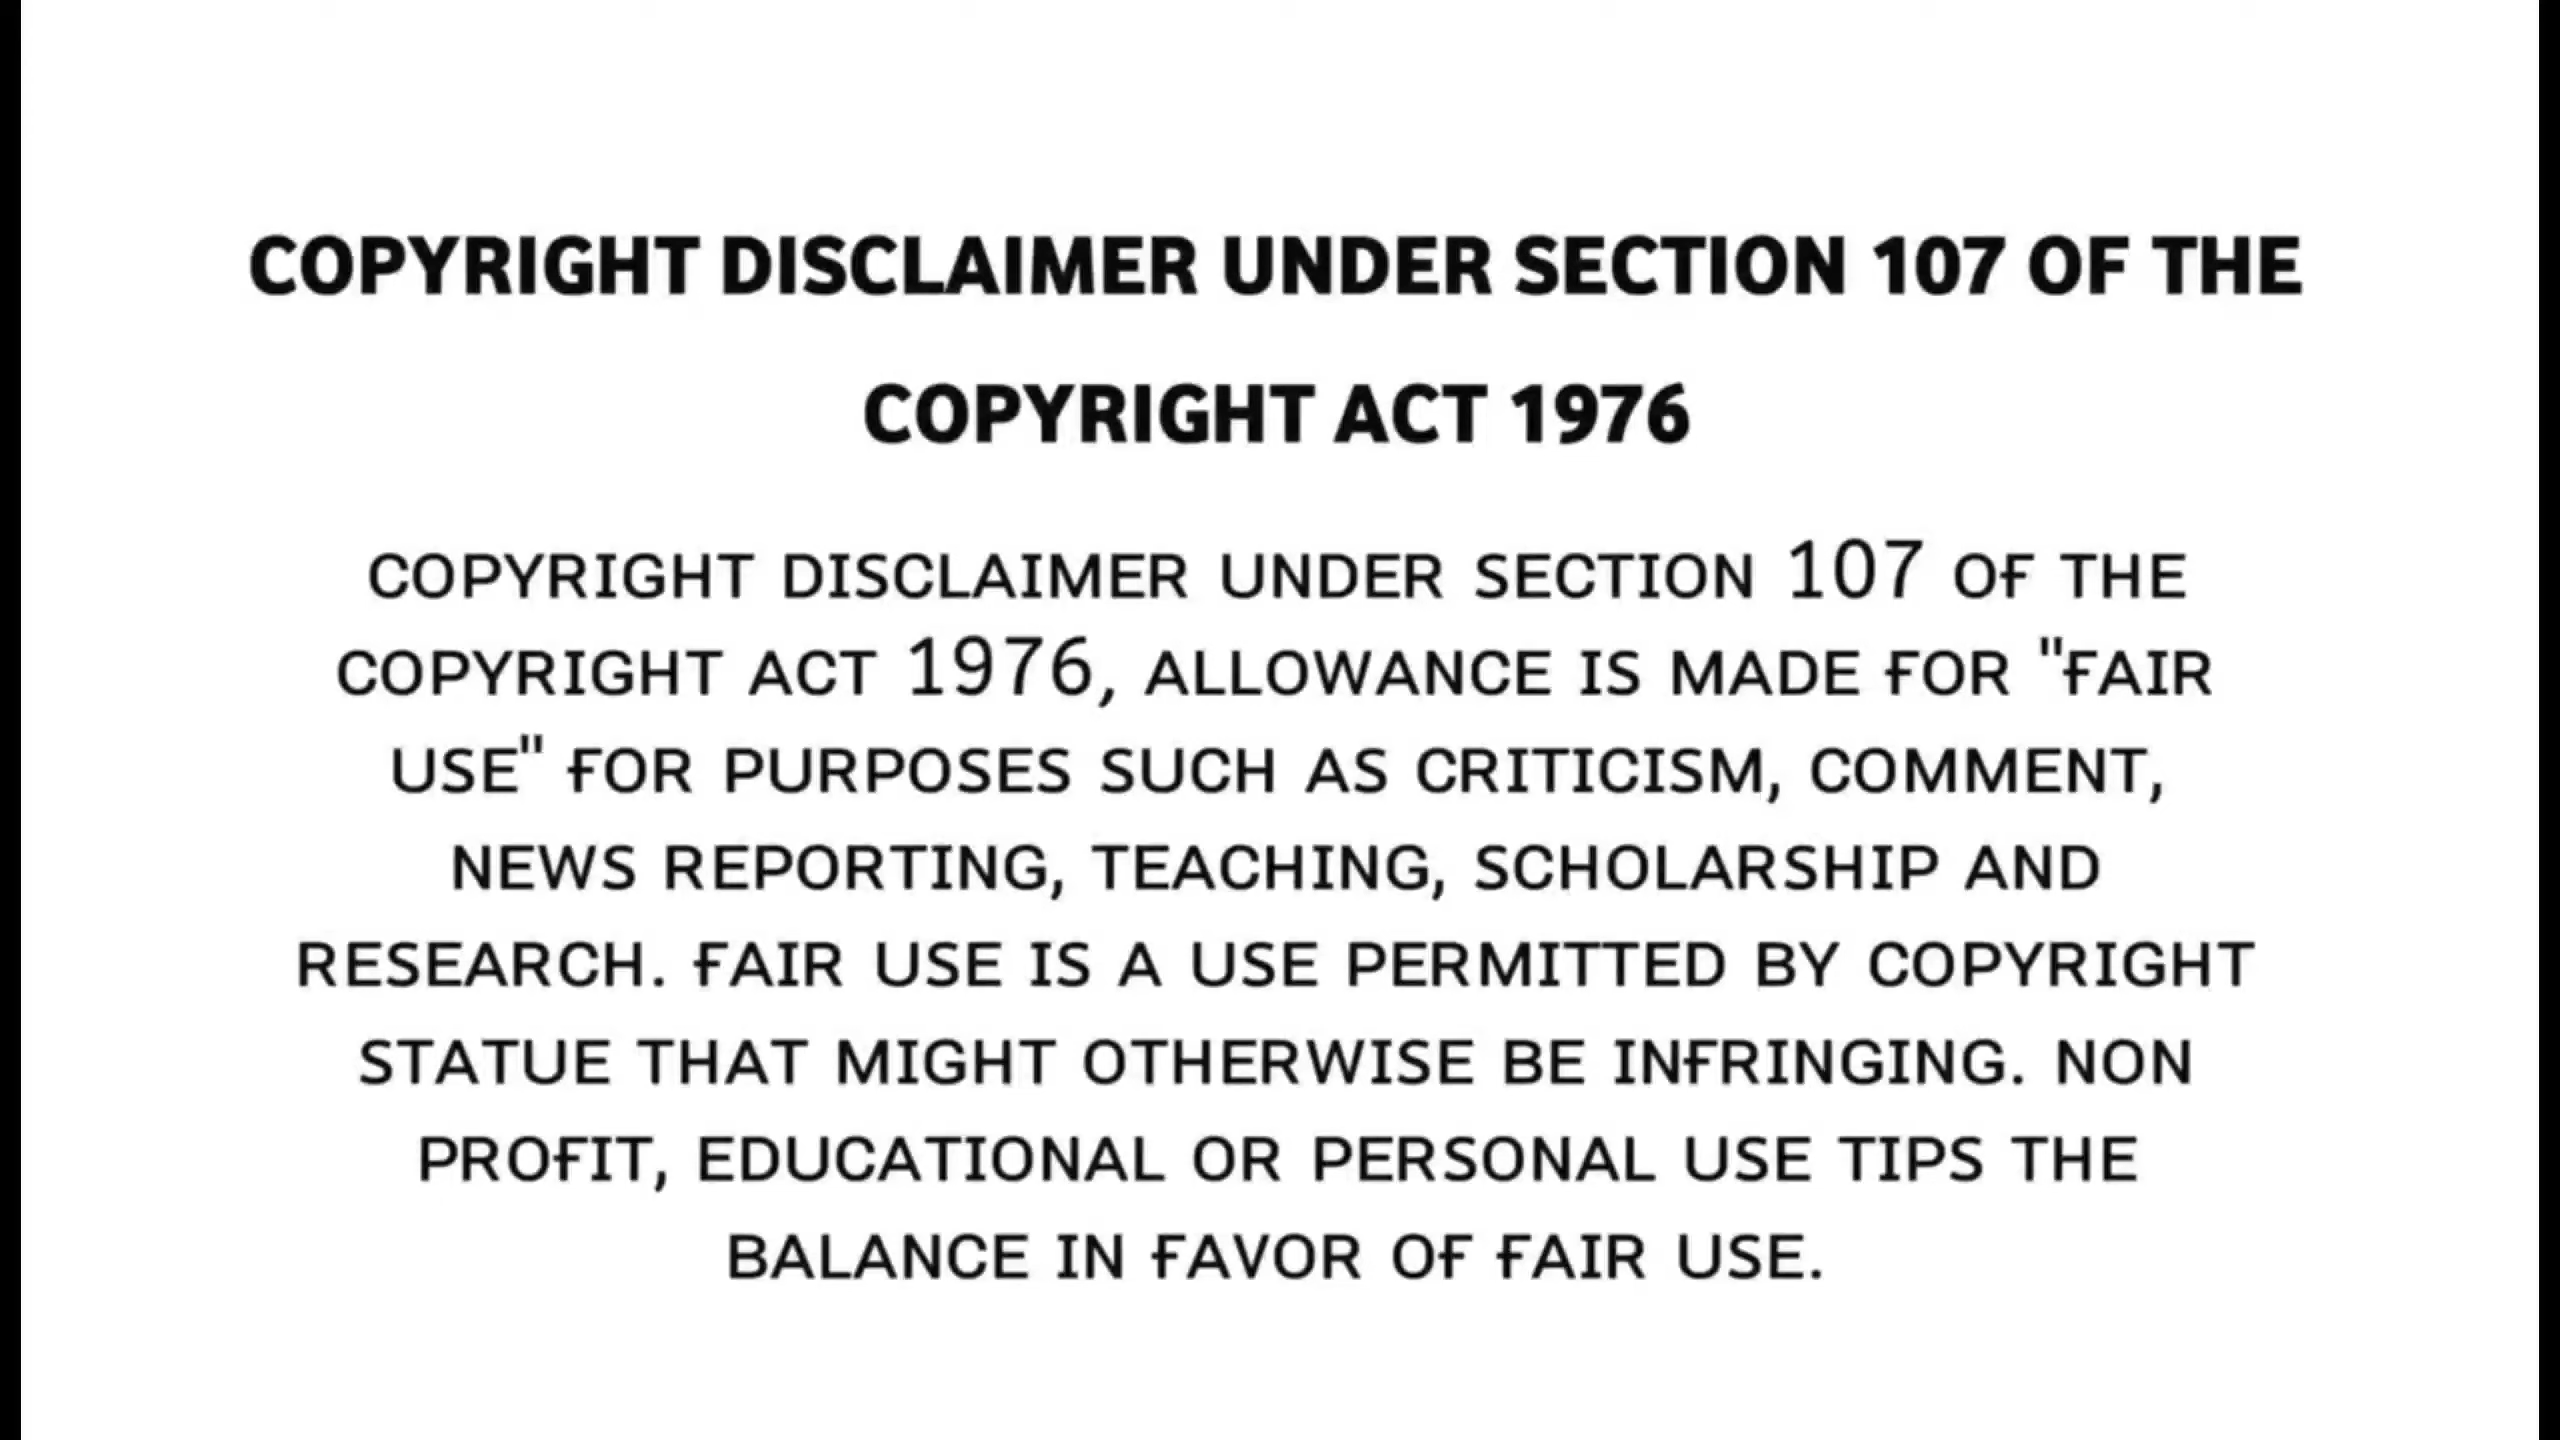 COPYRIGHT DISCLAIMER UNDER SECTION 107 OF THE
COPYRIGHT ACT 1976
COPYRIGHT DISCLAIMER UNDER SECTION 107 OF THE
COPYRIGHT ACT 1976, ALLOWANCE IS MADE FOR "FAIR
USE" FOR PURPOSES SUCH AS CRITICISM, COMMENT,
NEWS REPORTING, TEACHING, SCHOLARSHIP AND
RESEARCH. FAIR USE IS A USE PERMITTED BY COPYRIGHT
STATUE THAT MIGHT OTHERWISE BE INFRINGING. NON
PROFIT, EDUCATIONAL OR PERSONAL USE TIPS THE
BALANCE IN FAVOR OF FAIR USE.